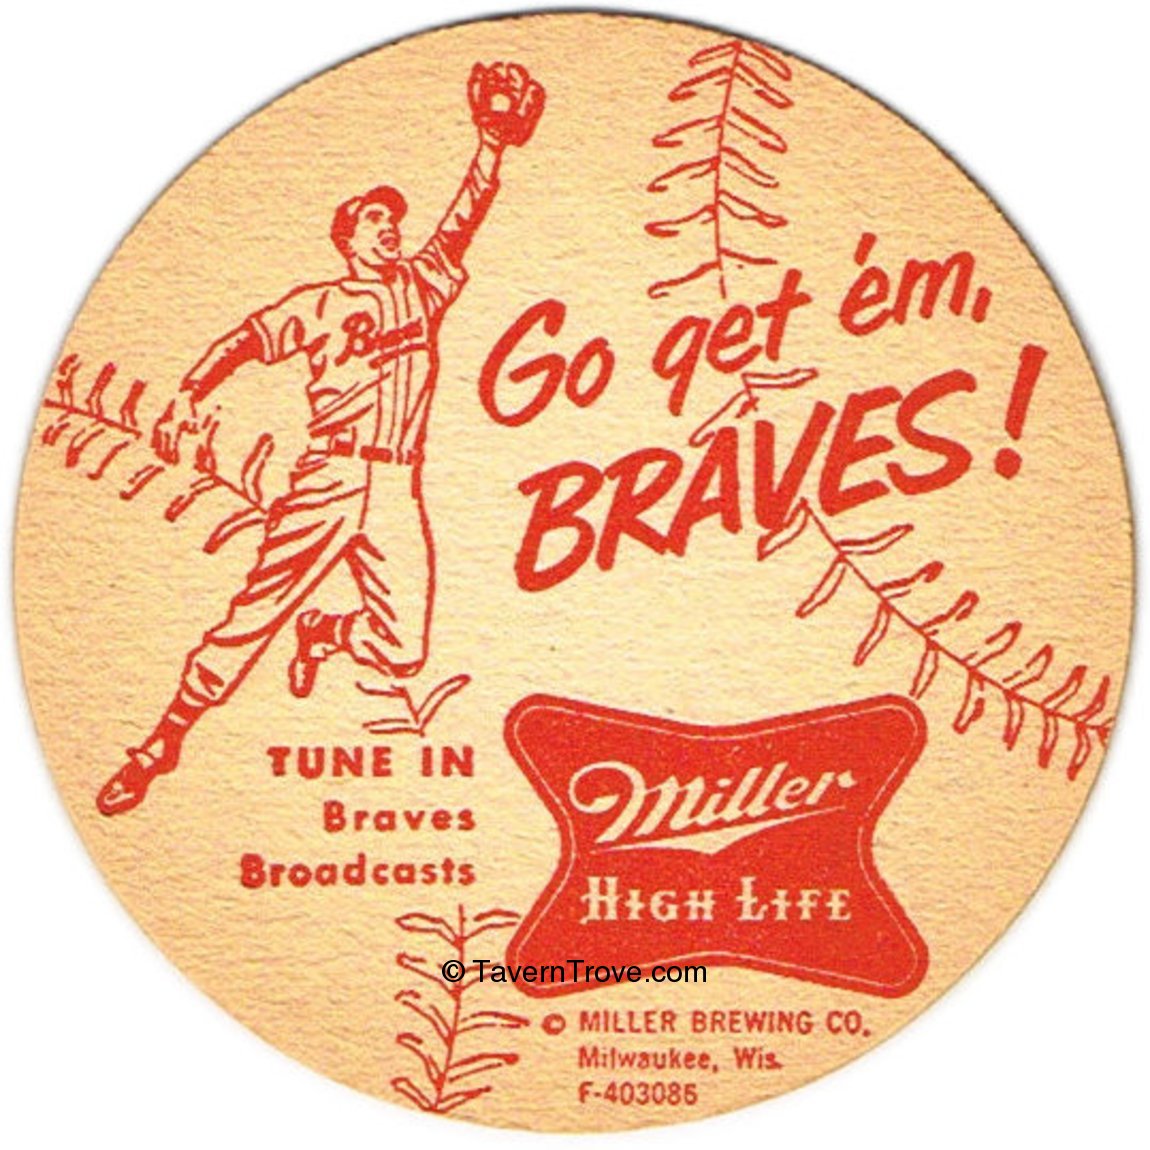 Go get 'em,
BRAVES!
Braves
TUNE IN
Braves
Broadcasts
Miller
HIGH LIFE
© TavernTrove.com
© MILLER BREWING CO.
Milwaukee, Wis.
F-403086